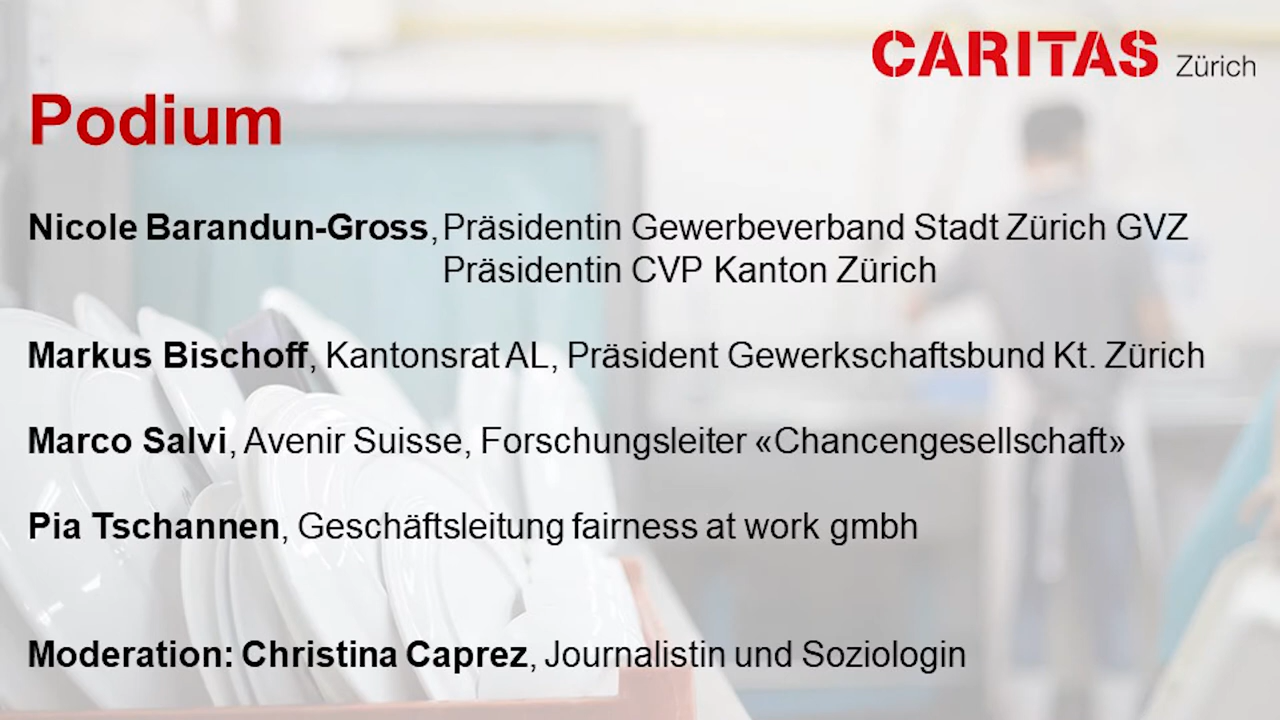 CARITAS Zürich
Podium
Nicole Barandun-Gross, Präsidentin Gewerbeverband Stadt Zürich GVZ
Präsidentin CVP Kanton Zürich
Markus Bischoff, Kantonsrat AL, Präsident Gewerkschaftsbund Kt. Zürich
Marco Salvi, Avenir Suisse, Forschungsleiter «Chancengesellschaft»
Pia Tschannen, Geschäftsleitung fairness at work gmbh
Moderation: Christina Caprez, Journalistin und Soziologin